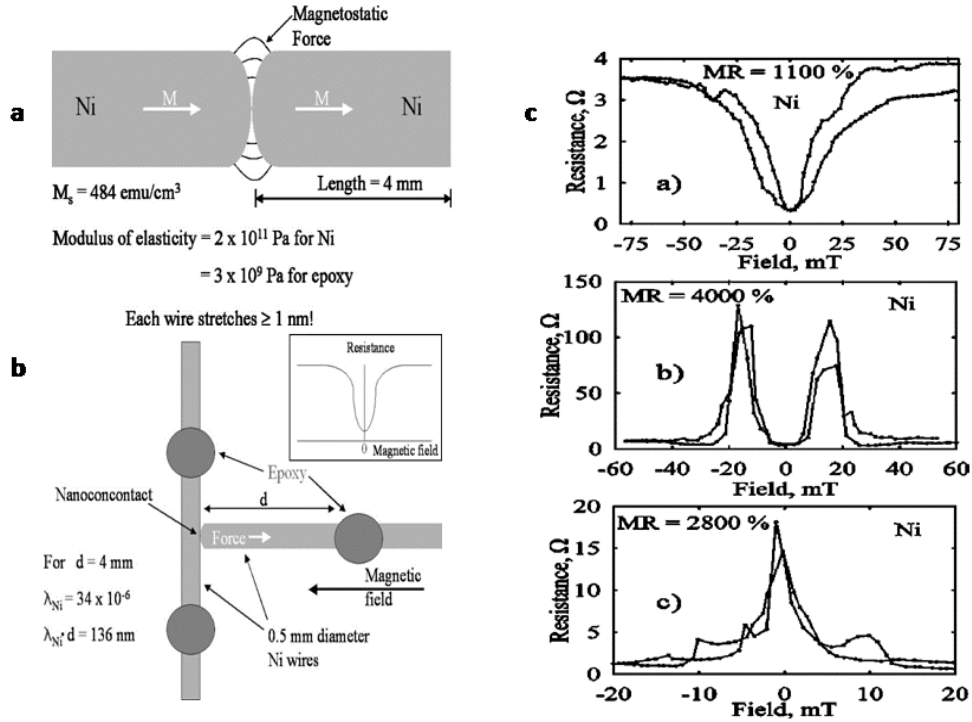 a
Magnetostatic
Force
Ni
M
M
Ni
Length = 4 mm
Mₛ = 484 emu/cm³
Modulus of elasticity = 2 x 10¹¹ Pa for Ni
= 3 x 10⁹ Pa for epoxy
Each wire stretches ≥ 1 nm!
b
Resistance
0
Magnetic field
Epoxy
Nanoconcontact
d
Force
For d = 4 mm
λNi = 34 x 10⁻⁶
λNi· d = 136 nm
Magnetic
field
0.5 mm diameter
Ni wires
c
4
3
2
1
0
Resistance, Ω
MR = 1100 %
Ni
a)
-75 -50 -25 0 25 50 75
Field, mT
150
100
50
0
Resistance, Ω
MR = 4000 %
Ni
b)
-60 -40 -20 0 20 40 60
Field, mT
20
15
10
5
0
Resistance, Ω
MR = 2800 %
Ni
c)
-20 -10 0 10 20
Field, mT